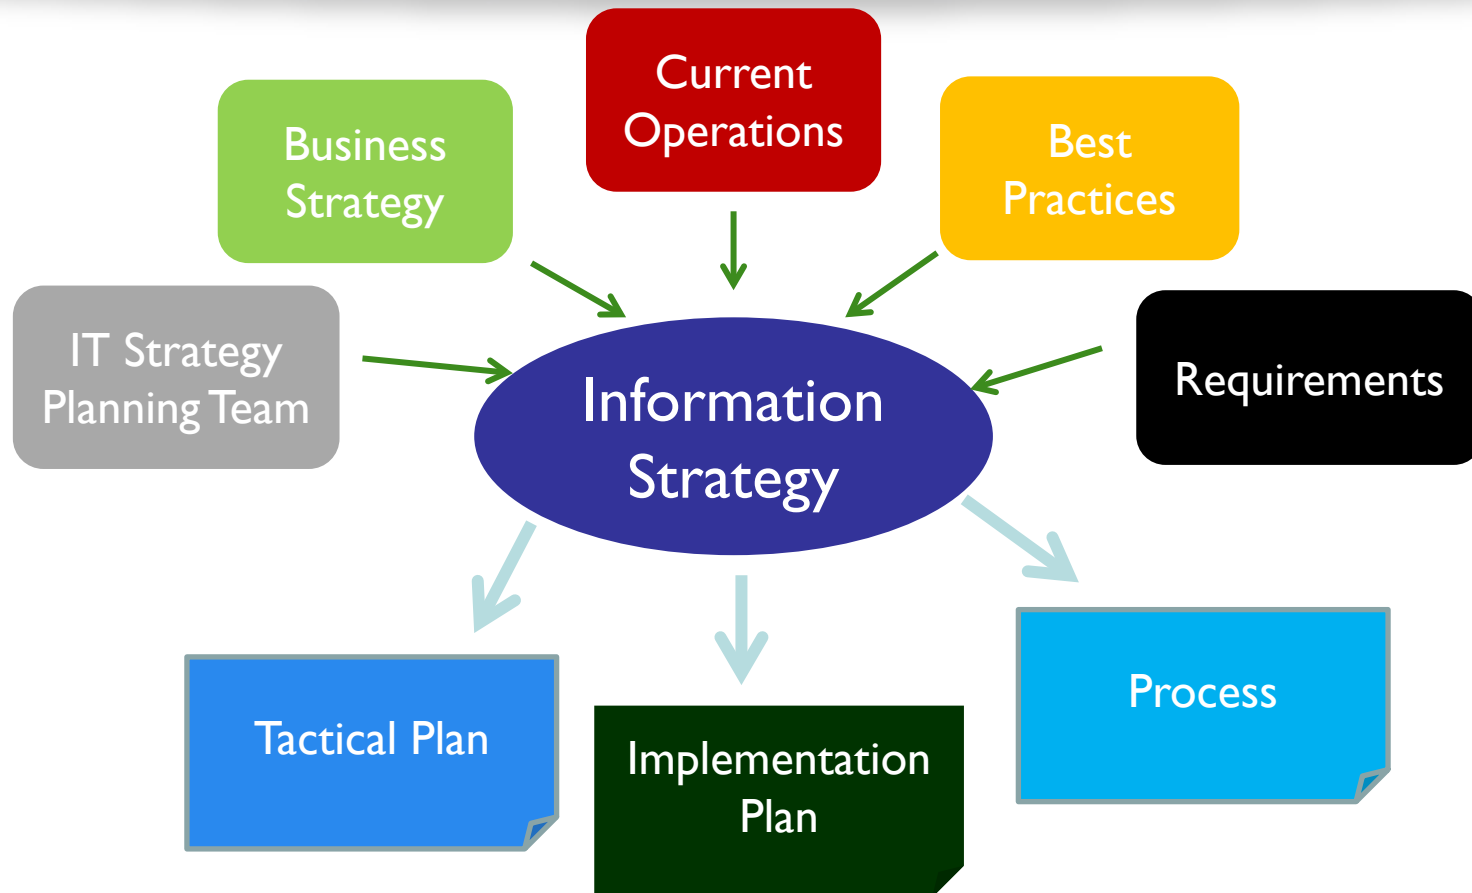 Current
Operations
Business
Strategy
Best
Practices
IT Strategy
Planning Team
Requirements
Information
Strategy
Tactical Plan
Implementation
Plan
Process